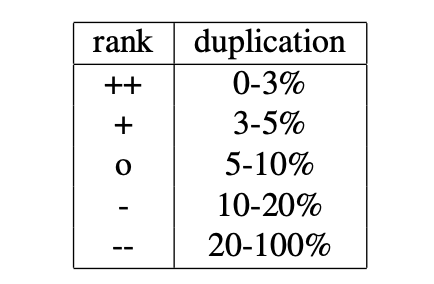 rank duplication
++ 0-3%
+ 3-5%
o 5-10%
- 10-20%
-- 20-100%